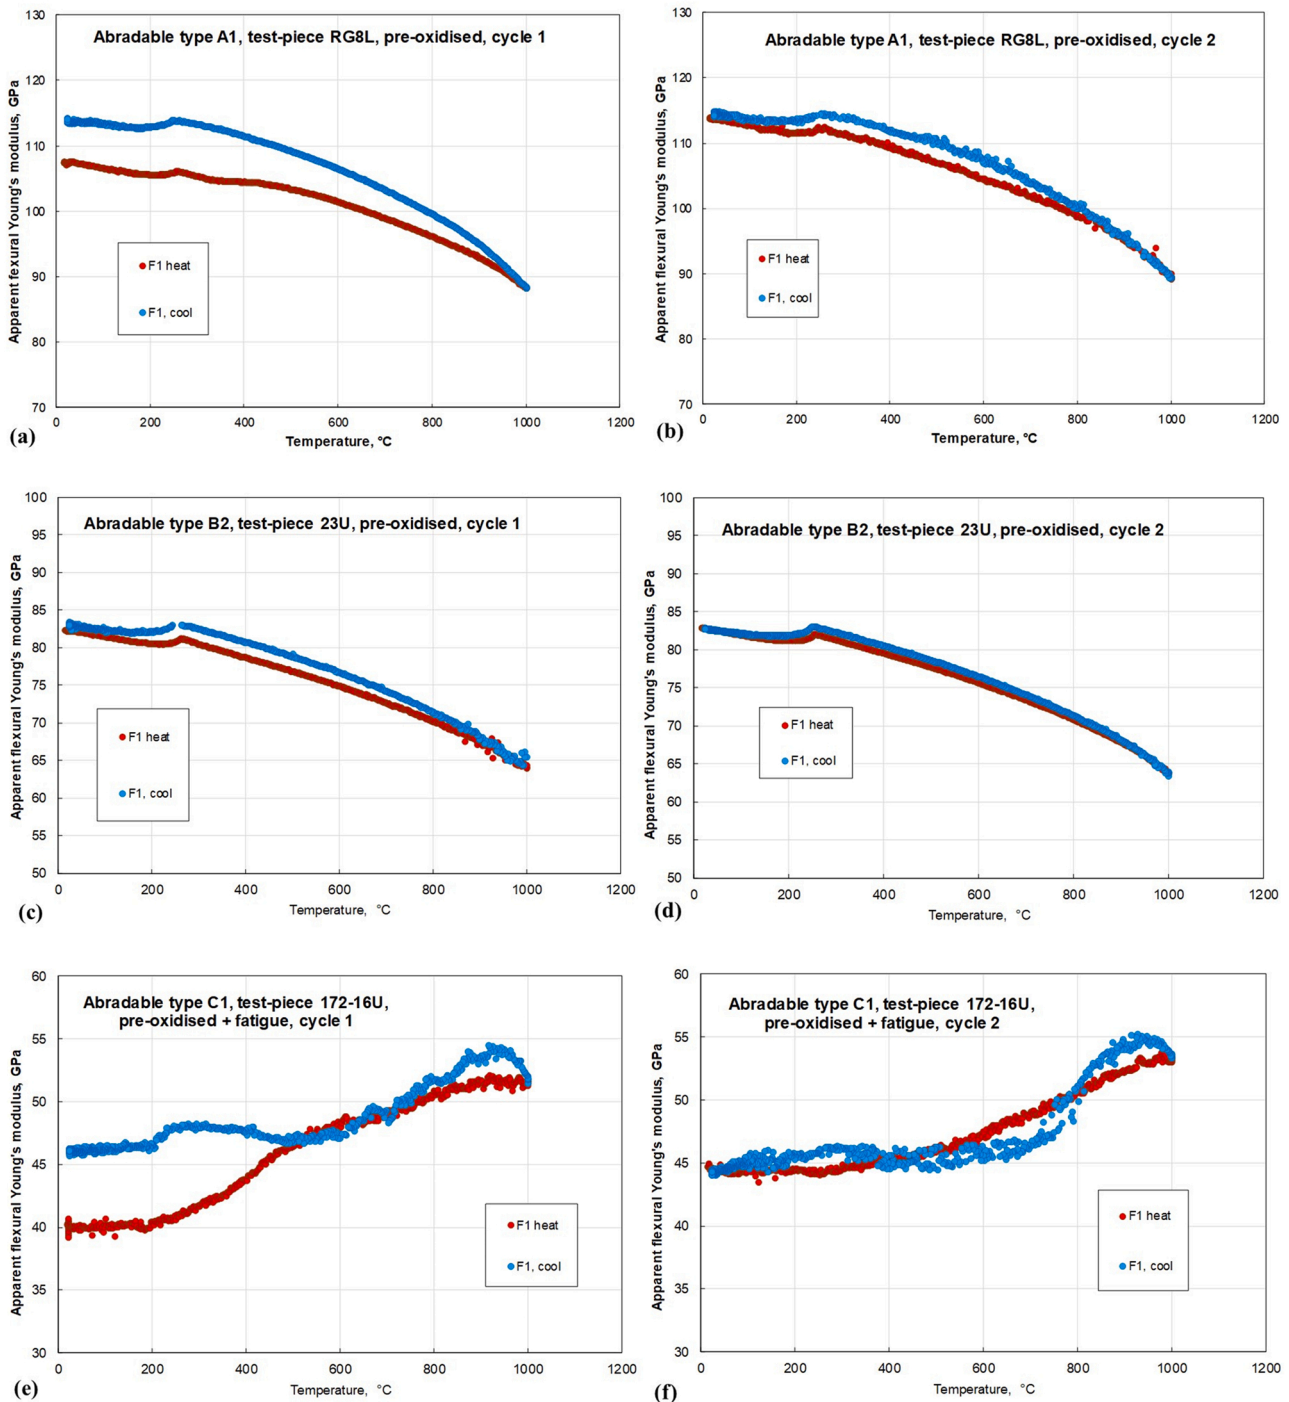 Abradable type A1, test-piece RG8L, pre-oxidised, cycle 1
Apparent flexural Young's modulus, GPa
130
120
110
100
90
80
70
F1 heat
F1, cool
0 200 400 600 800 1000 1200
Temperature, °C
(a)
Abradable type A1, test-piece RG8L, pre-oxidised, cycle 2
Apparent flexural Young's modulus, GPa
130
120
110
100
90
80
70
F1 heat
F1, cool
0 200 400 600 800 1000 1200
Temperature, °C
(b)
Abradable type B2, test-piece 23U, pre-oxidised, cycle 1
Apparent flexural Young's modulus, GPa
100
95
90
85
80
75
70
65
60
55
50
F1 heat
F1, cool
0 200 400 600 800 1000 1200
Temperature, °C
(c)
Abradable type B2, test-piece 23U, pre-oxidised, cycle 2
Apparent flexural Young's modulus, GPa
100
95
90
85
80
75
70
65
60
55
50
F1 heat
F1, cool
0 200 400 600 800 1000 1200
Temperature, °C
(d)
Abradable type C1, test-piece 172-16U,
pre-oxidised + fatigue, cycle 1
Apparent flexural Young's modulus, GPa
60
55
50
45
40
35
30
F1 heat
F1, cool
0 200 400 600 800 1000 1200
Temperature, °C
(e)
Abradable type C1, test-piece 172-16U,
pre-oxidised + fatigue, cycle 2
Apparent flexural Young's modulus, GPa
60
55
50
45
40
35
30
F1 heat
F1, cool
0 200 400 600 800 1000 1200
Temperature, °C
(f)